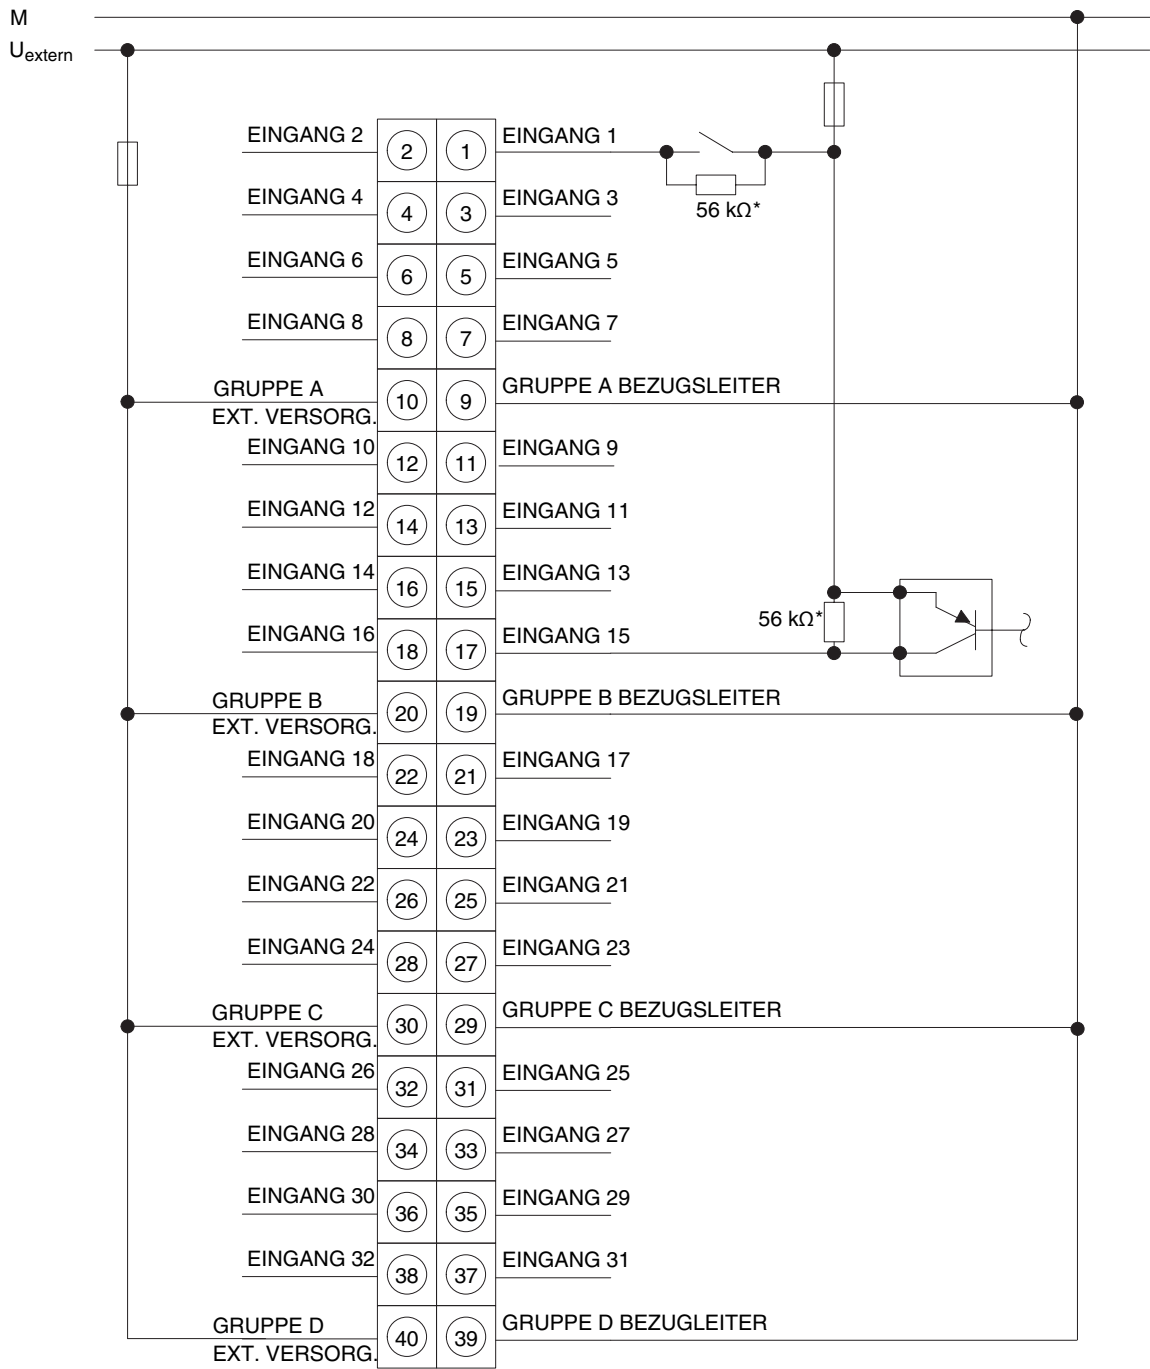 M
Uextern
EINGANG 2 2 1 EINGANG 1
56 kΩ*
EINGANG 4 4 3 EINGANG 3
EINGANG 6 6 5 EINGANG 5
EINGANG 8 8 7 EINGANG 7
GRUPPE A 10 9 GRUPPE A BEZUGSLEITER
EXT. VERSORG.
EINGANG 10 12 11 EINGANG 9
EINGANG 12 14 13 EINGANG 11
EINGANG 14 16 15 EINGANG 13
56 kΩ*
EINGANG 16 18 17 EINGANG 15
GRUPPE B 20 19 GRUPPE B BEZUGSLEITER
EXT. VERSORG.
EINGANG 18 22 21 EINGANG 17
EINGANG 20 24 23 EINGANG 19
EINGANG 22 26 25 EINGANG 21
EINGANG 24 28 27 EINGANG 23
GRUPPE C 30 29 GRUPPE C BEZUGSLEITER
EXT. VERSORG.
EINGANG 26 32 31 EINGANG 25
EINGANG 28 34 33 EINGANG 27
EINGANG 30 36 35 EINGANG 29
EINGANG 32 38 37 EINGANG 31
GRUPPE D 40 39 GRUPPE D BEZUGLEITER
EXT. VERSORG.